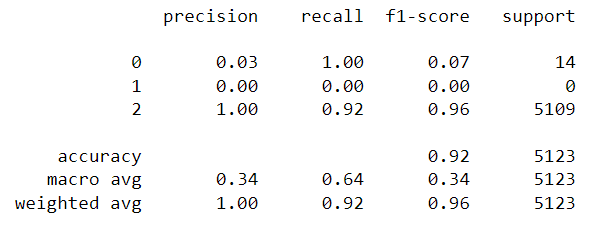 precision recall f1-score support
0 0.03 1.00 0.07 14
1 0.00 0.00 0.00 0
2 1.00 0.92 0.96 5109
accuracy 0.92 5123
macro avg 0.34 0.64 0.34 5123
weighted avg 1.00 0.92 0.96 5123